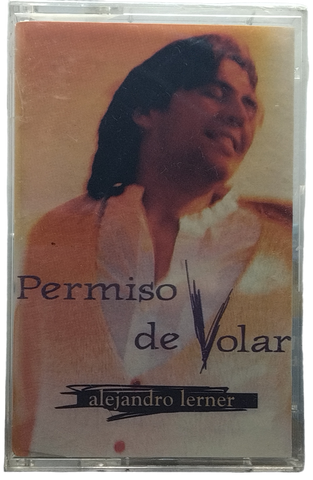 Permiso
de Volar
alejandro lerner